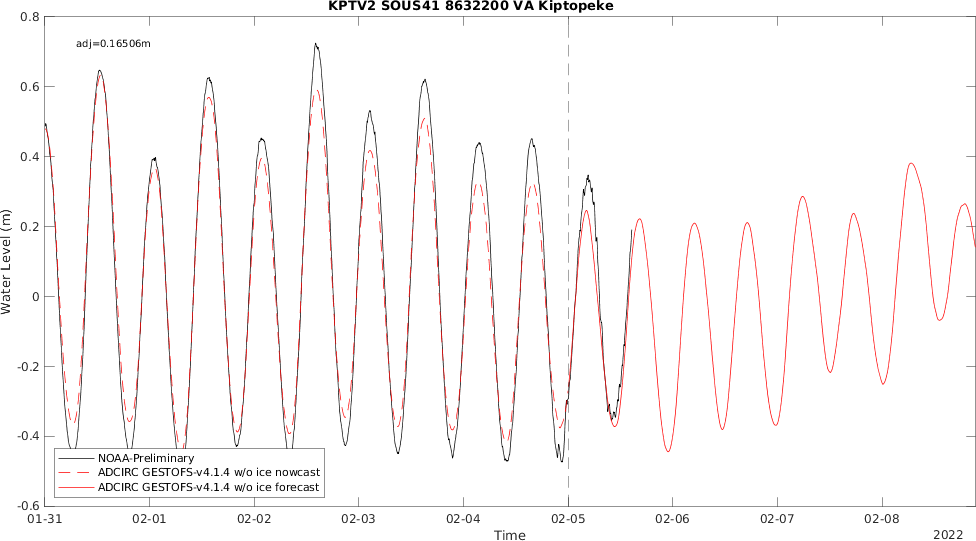 KPTV2 SOUS41 8632200 VA Kiptopeke
adj=0.16506m
0.8
0.6
0.4
0.2
0
-0.2
-0.4
-0.6
Water Level (m)
NOAA-Preliminary
ADCIRC GESTOFS-v4.1.4 w/o ice nowcast
ADCIRC GESTOFS-v4.1.4 w/o ice forecast
01-31 02-01 02-02 02-03 02-04 02-05 02-06 02-07 02-08
Time
2022